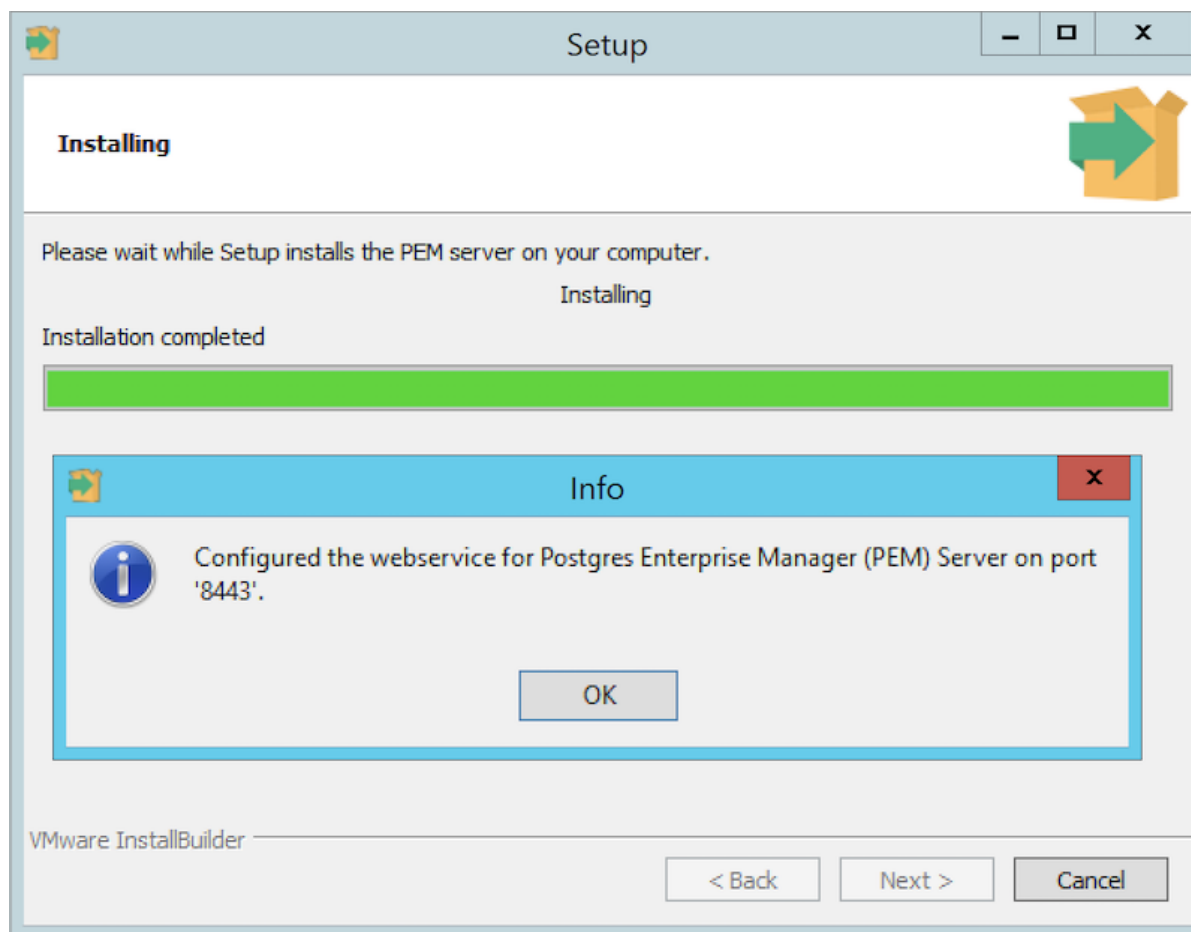 Setup
Installing
Please wait while Setup installs the PEM server on your computer.
Installing
Installation completed
Info
Configured the webservice for Postgres Enterprise Manager (PEM) Server on port
'8443'.
OK
VMware InstallBuilder
< Back
Next >
Cancel